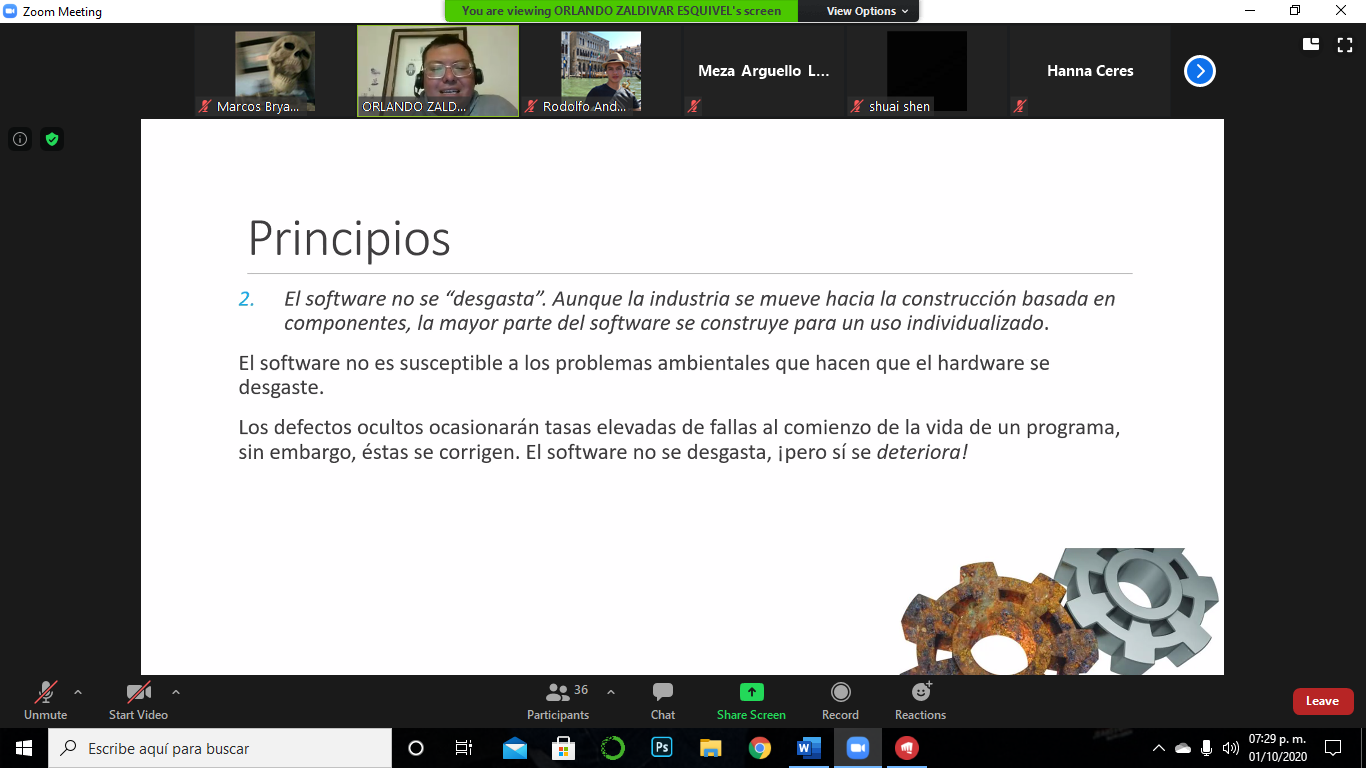 Zoom Meeting
You are viewing ORLANDO ZALDIVAR ESQUIVEL's screen
View Options
Marcos Brya...
ORLANDO ZALD...
Rodolfo And...
Meza Arguello L...
shuai shen
Hanna Ceres
Principios
2. El software no se “desgasta”. Aunque la industria se mueve hacia la construcción basada en
componentes, la mayor parte del software se construye para un uso individualizado.
El software no es susceptible a los problemas ambientales que hacen que el hardware se
desgaste.
Los defectos ocultos ocasionarán tasas elevadas de fallas al comienzo de la vida de un programa,
sin embargo, éstas se corrigen. El software no se desgasta, ¡pero sí se deteriora!
Unmute
Start Video
36
Participants
Chat
Share Screen
Record
Reactions
Leave
Escribe aquí para buscar
Ps
W
07:29 p. m.
01/10/2020